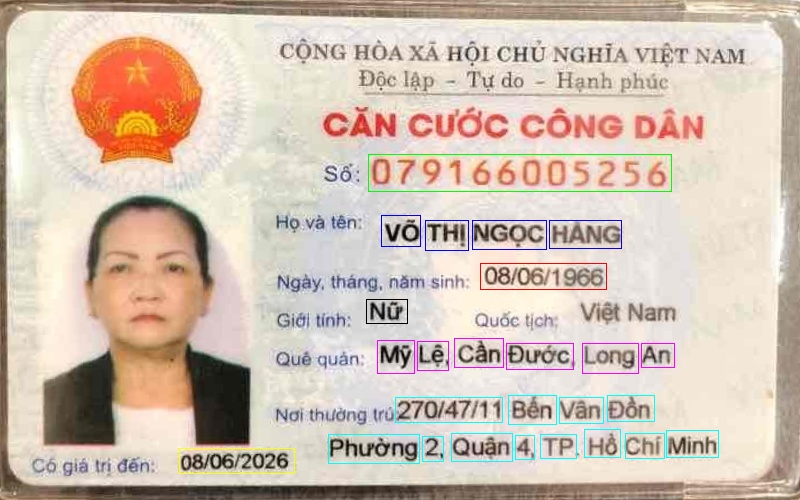 CỘNG HÒA XÃ HỘI CHỦ NGHĨA VIỆT NAM
Độc lập - Tự do - Hạnh phúc
CĂN CƯỚC CÔNG DÂN
Số: 079166005256
Họ và tên: VÕ THỊ NGỌC HÂNG
Ngày, tháng, năm sinh: 08/06/1966
Giới tính: Nữ Quốc tịch: Việt Nam
Quê quán: Mỹ Lệ, Cần Đước, Long An
Nơi thường trú: 270/47/11 Bến Vân Đồn
Phường 2, Quận 4, TP. Hồ Chí Minh
Có giá trị đến: 08/06/2026